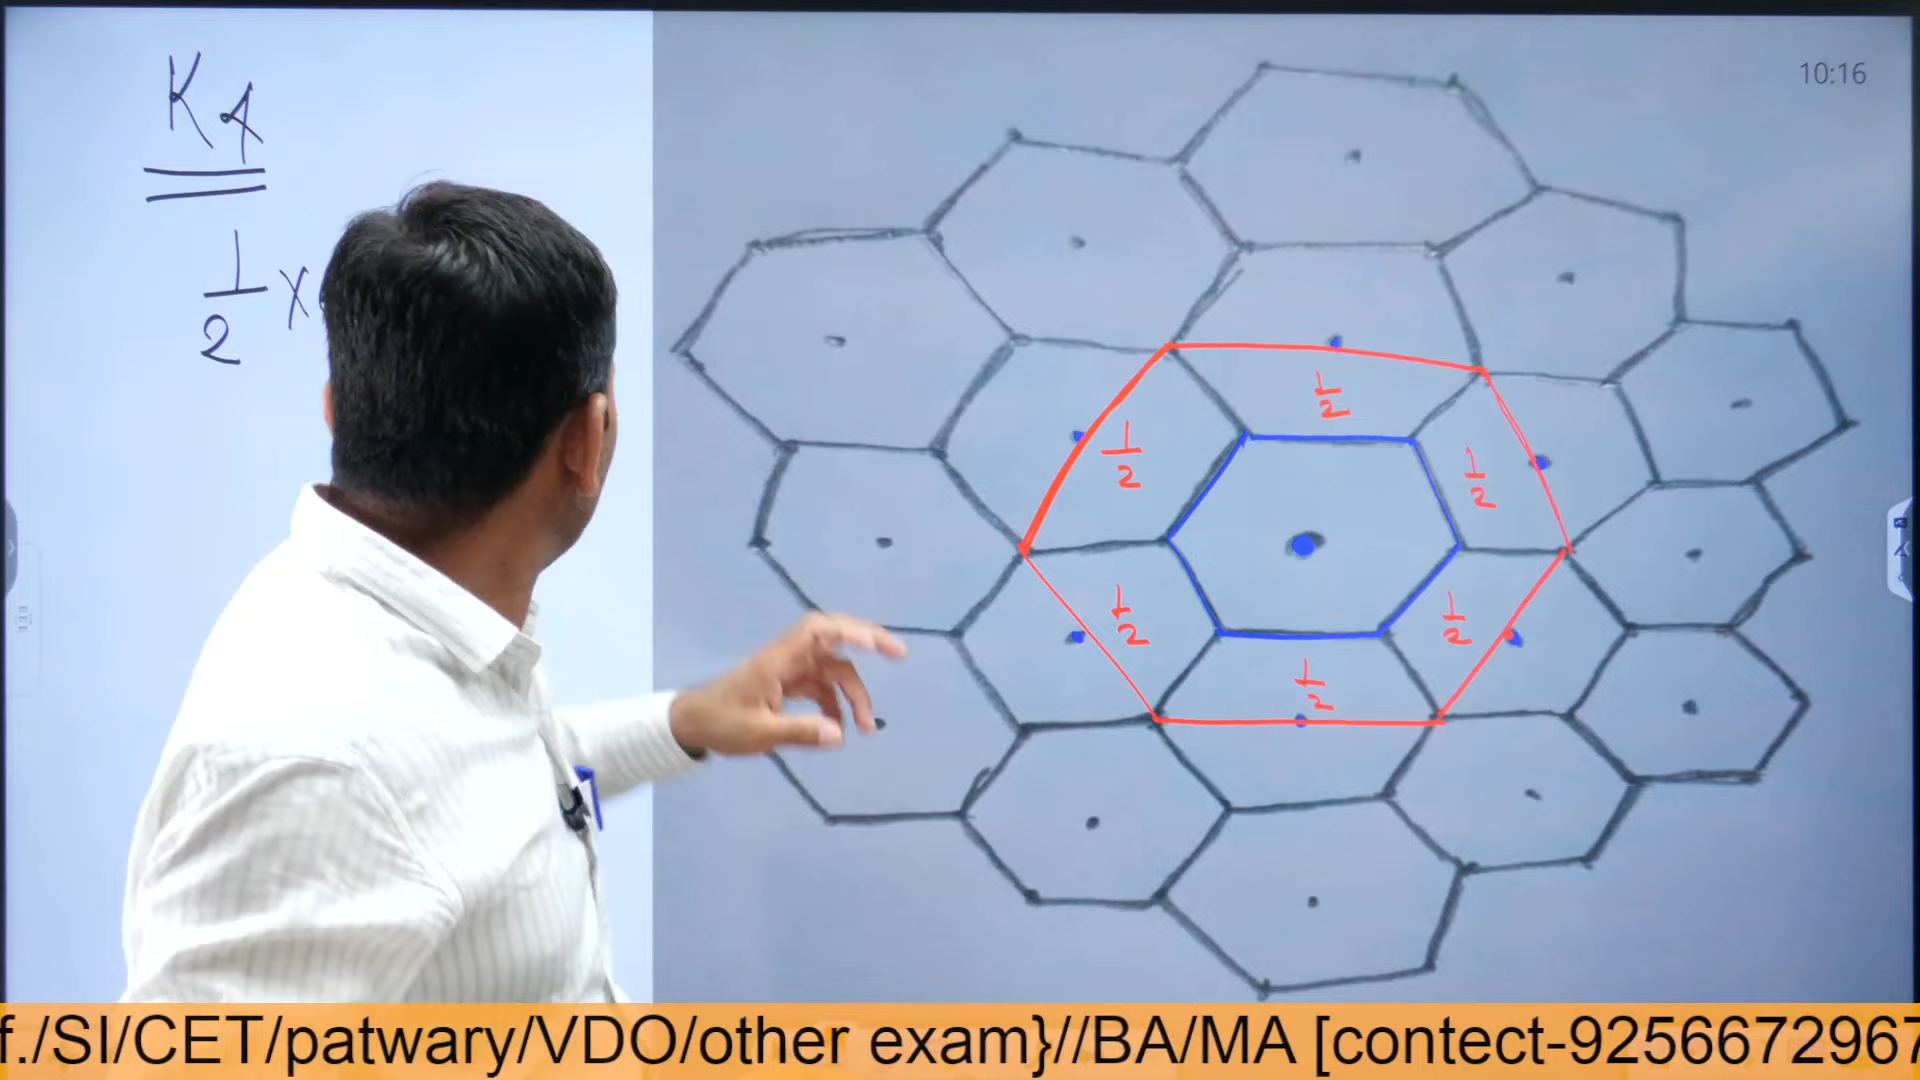 K4
1/2 X
10:16
1/2
1/2
1/2
1/2
1/2
1/2
f./SI/CET/patwary/VDO/other exam}//BA/MA [contect-9256672967